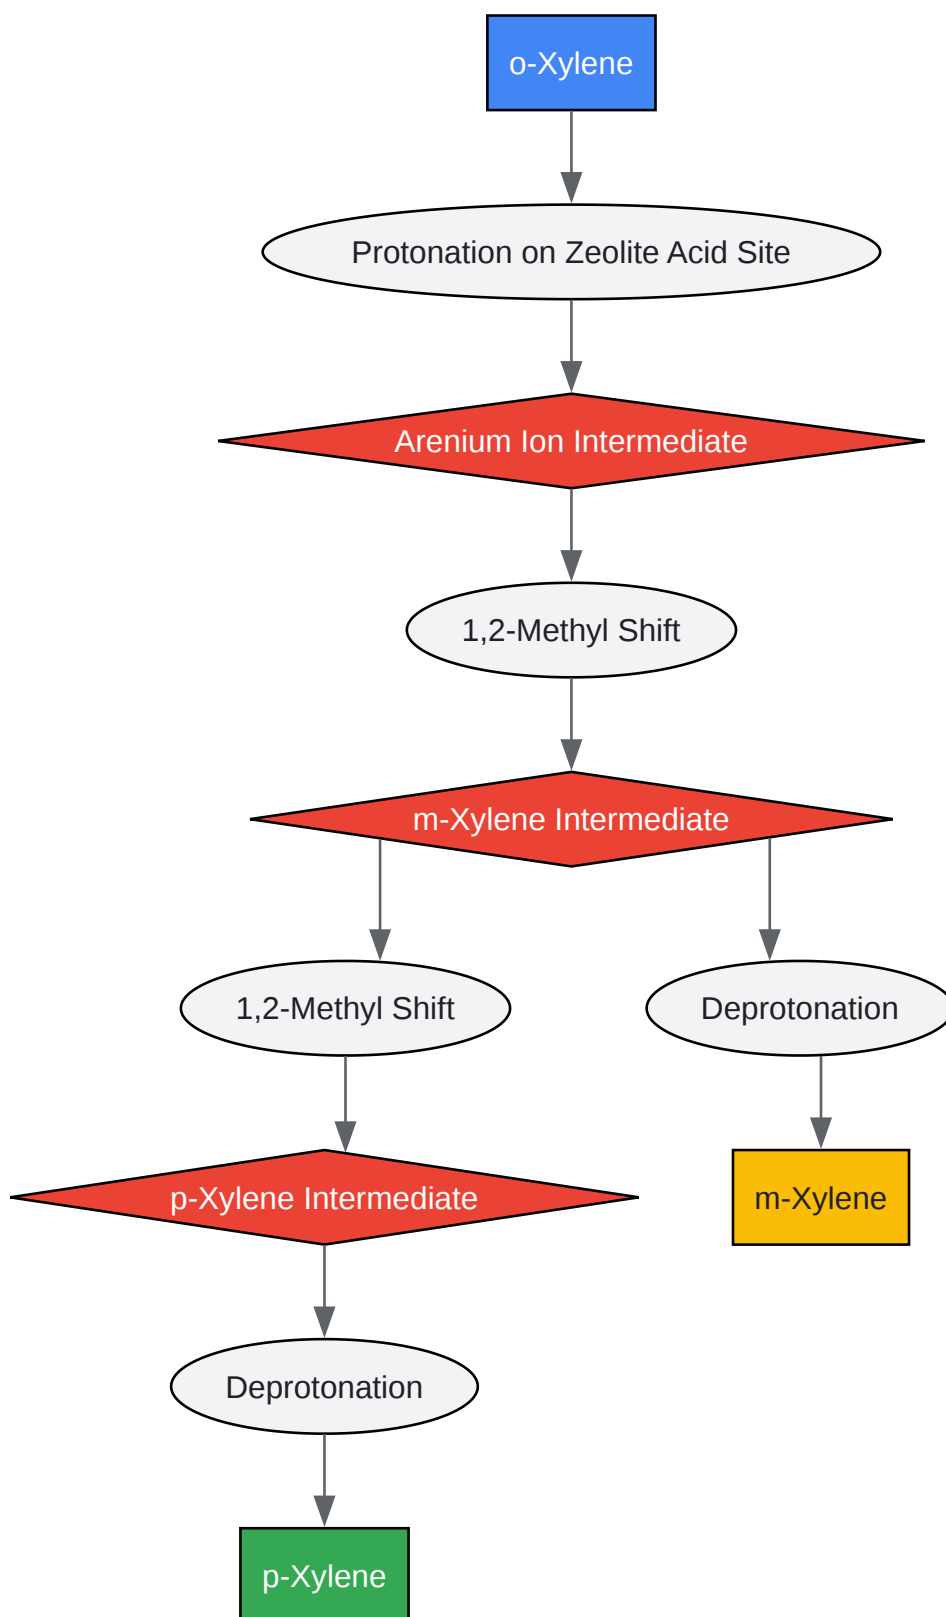 o-Xylene
Protonation on Zeolite Acid Site
Arenium Ion Intermediate
1,2-Methyl Shift
m-Xylene Intermediate
1,2-Methyl Shift
Deprotonation
p-Xylene Intermediate
m-Xylene
Deprotonation
p-Xylene